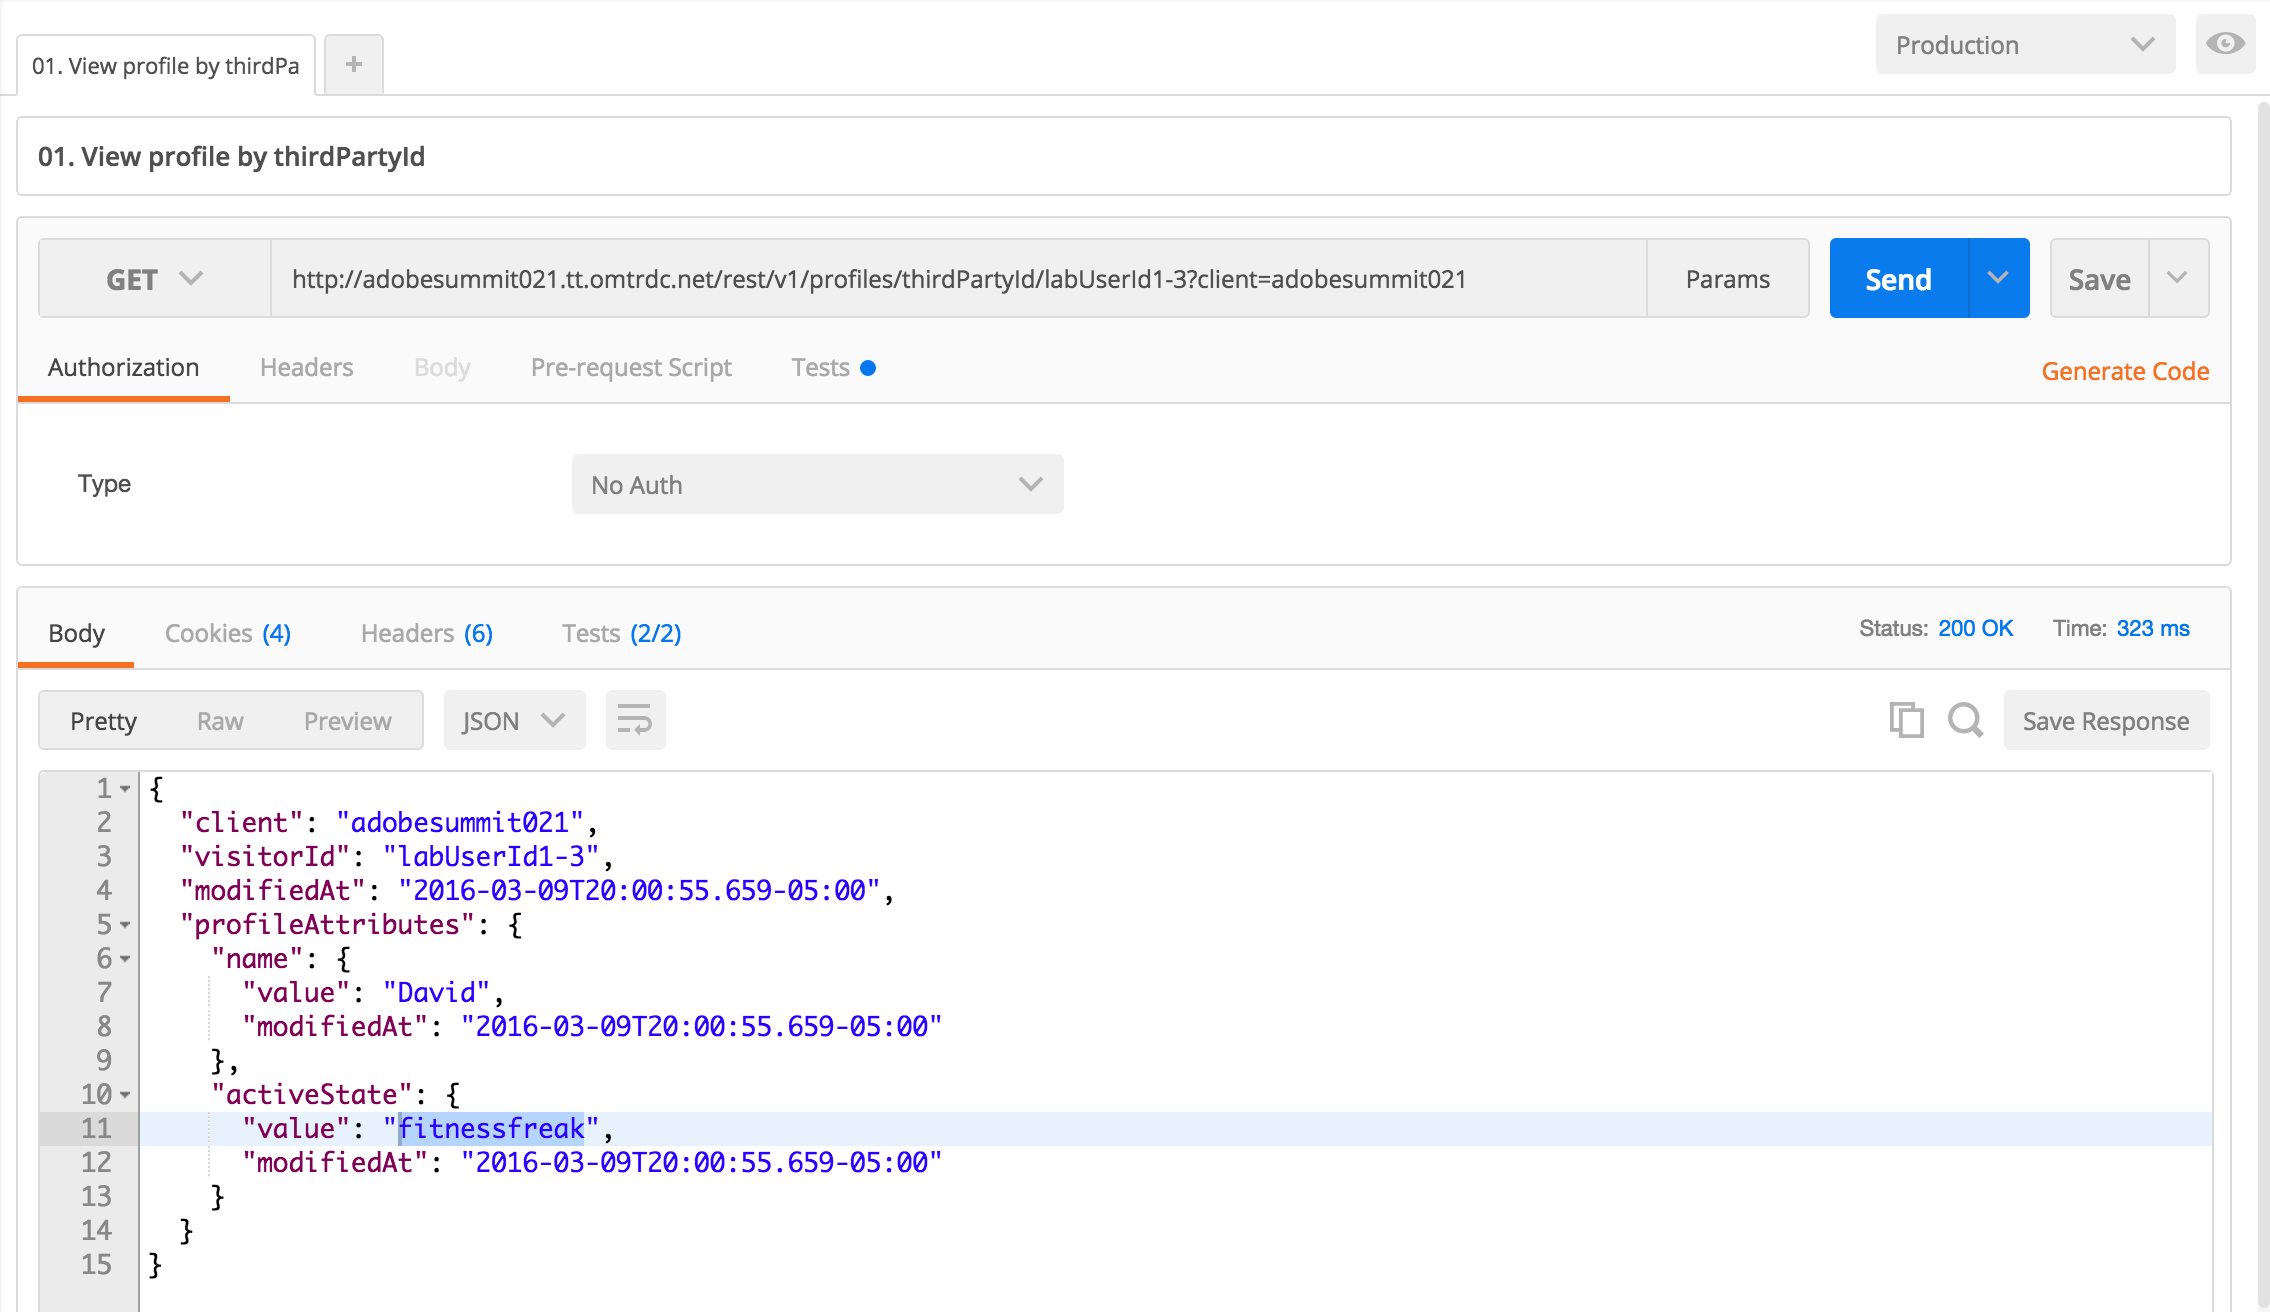 01. View profile by thirdPa
+
Production
01. View profile by thirdPartyId
GET http://adobesummit021.tt.omtrdc.net/rest/v1/profiles/thirdPartyId/labUserId1-3?client=adobesummit021 Params Send Save
Authorization Headers Body Pre-request Script Tests Generate Code
Type No Auth
Body Cookies (4) Headers (6) Tests (2/2) Status: 200 OK Time: 323 ms
Pretty Raw Preview JSON Save Response
1 {
2 "client": "adobesummit021",
3 "visitorId": "labUserId1-3",
4 "modifiedAt": "2016-03-09T20:00:55.659-05:00",
5 "profileAttributes": {
6 "name": {
7 "value": "David",
8 "modifiedAt": "2016-03-09T20:00:55.659-05:00"
9 },
10 "activeState": {
11 "value": "fitnessfreak",
12 "modifiedAt": "2016-03-09T20:00:55.659-05:00"
13 }
14 }
15 }